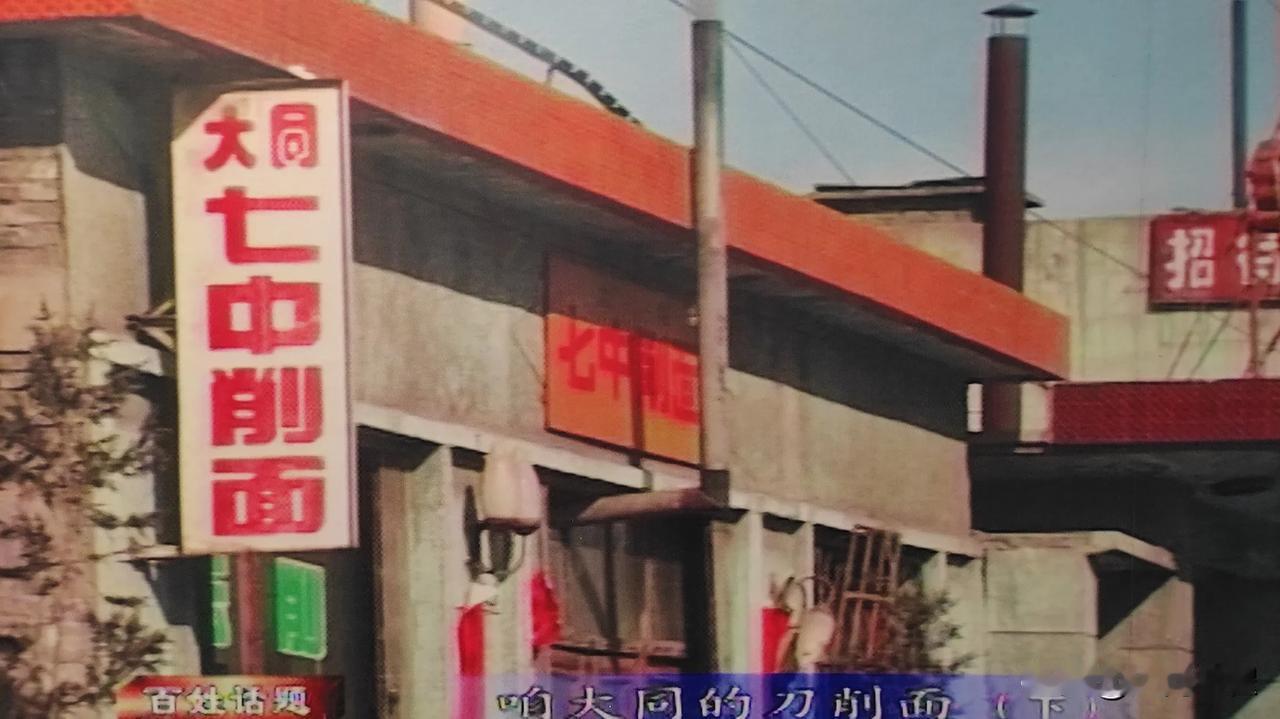 大同
七中削面
七中削面
招待
百姓话题
咱大同的刀削面（下）